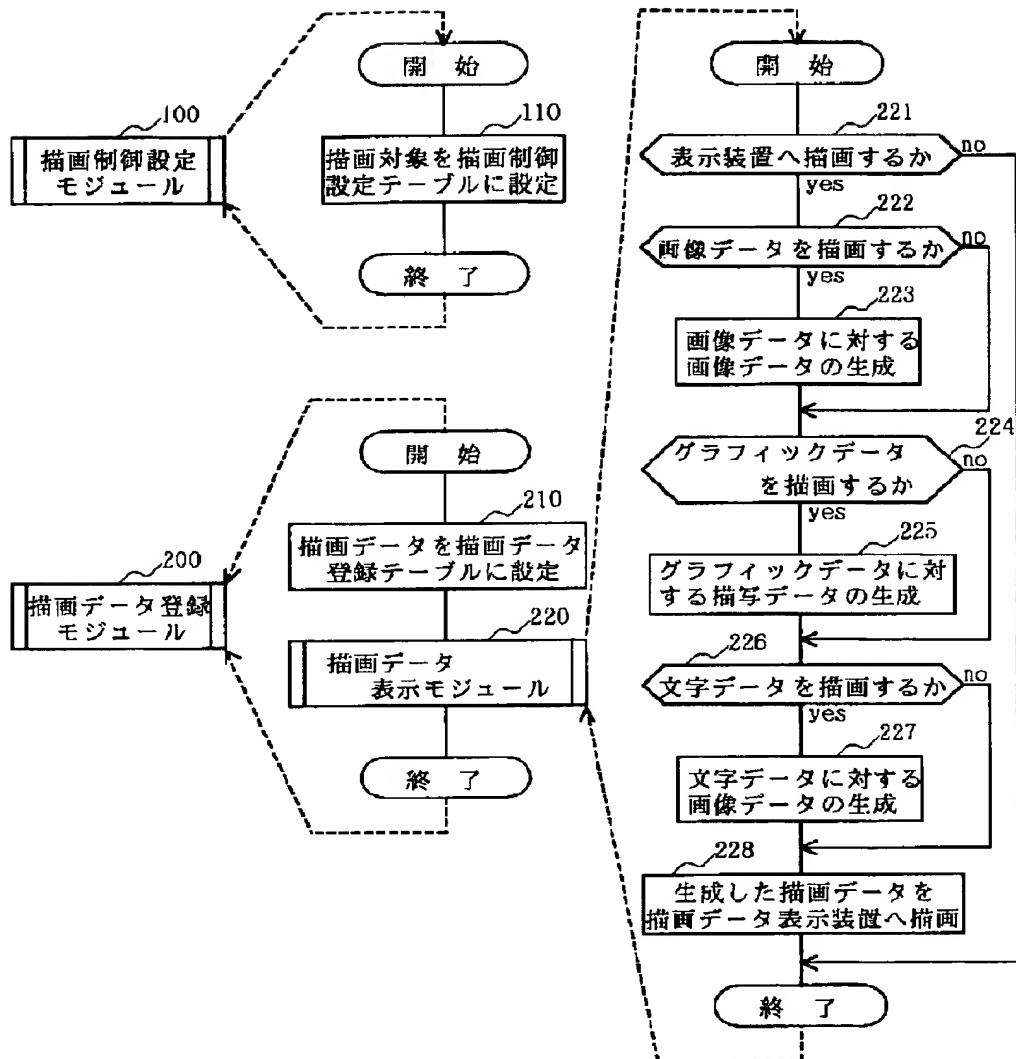 100
描画制御設定
モジュール
開 始
110
描画対象を描画制御
設定テーブルに設定
終 了
200
描画データ登録
モジュール
開 始
210
描画データを描画データ
登録テーブルに設定
220
描画データ
表示モジュール
終 了
開 始
221
表示装置へ描画するか
no
yes
222
画像データを描画するか
no
yes
223
画像データに対する
画像データの生成
224
グラフィックデータ
を描画するか
no
yes
225
グラフィックデータに対
する描写データの生成
226
文字データを描画するか
no
yes
227
文字データに対する
画像データの生成
228
生成した描画データを
描画データ表示装置へ描画
終 了